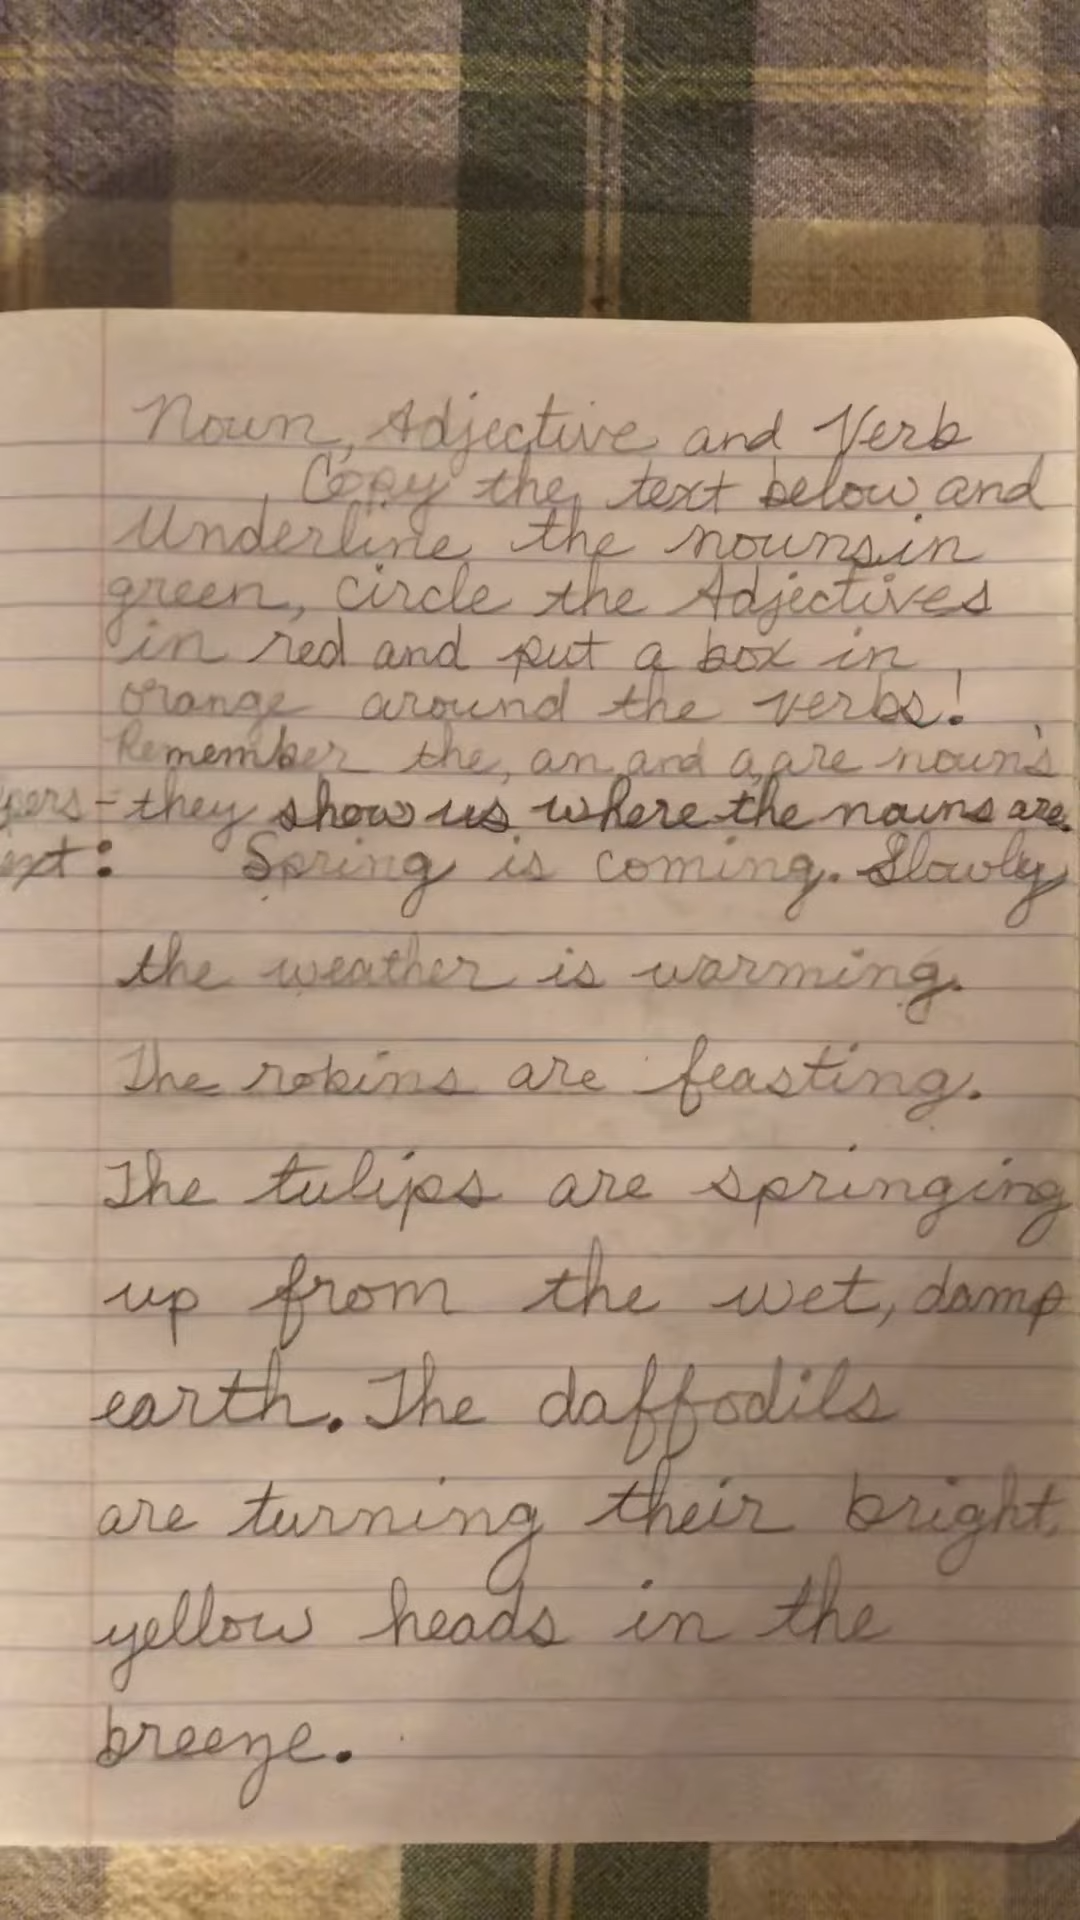 Noun, Adjective and Verb
Copy the text below and
Underline the nouns in
green, circle the Adjectives
in red and put a box in
orange around the verbs!
Remember the, an and a, are noun's
pers - they show us where the nouns are.
ext: Spring is coming. Slowly
the weather is warming.
The robins are feasting.
The tulips are springing
up from the wet, damp
earth. The daffodils
are turning their bright,
yellow heads in the
breeze.